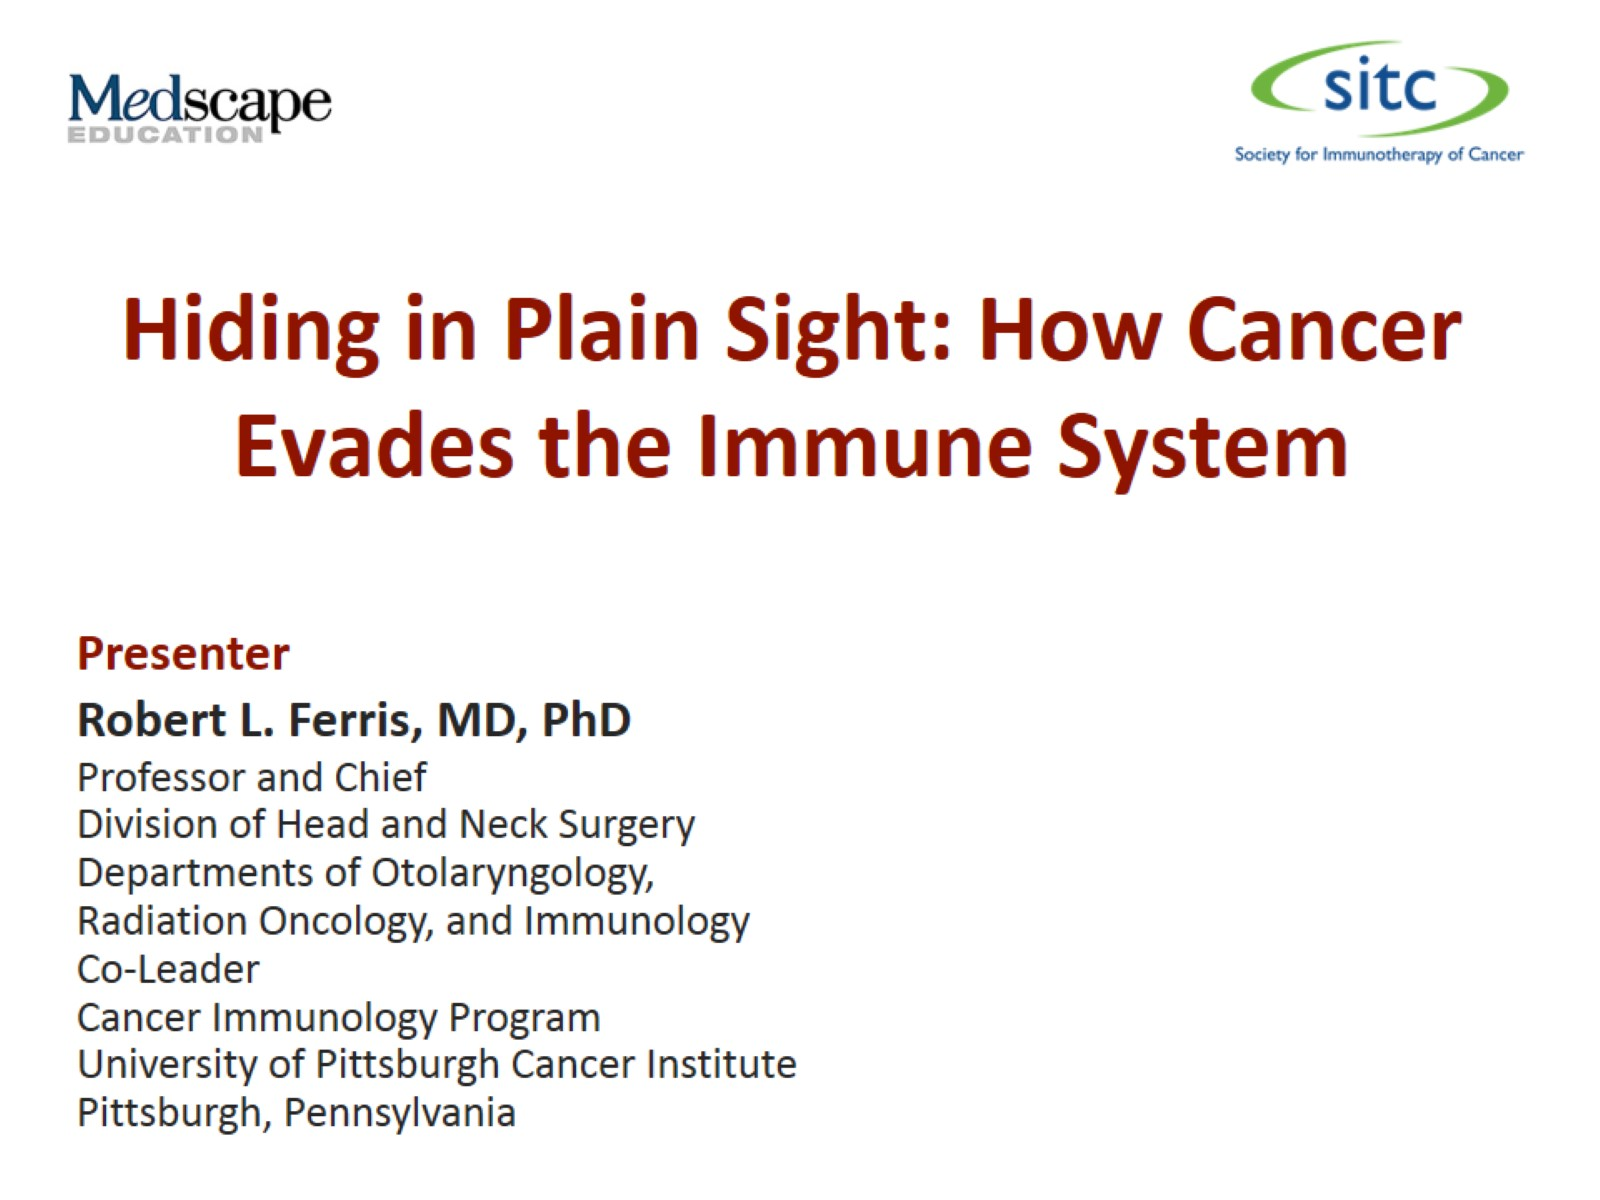 Medscape
EDUCATION
sitc
Society for Immunotherapy of Cancer
Hiding in Plain Sight: How Cancer
Evades the Immune System
Presenter
Robert L. Ferris, MD, PhD
Professor and Chief
Division of Head and Neck Surgery
Departments of Otolaryngology,
Radiation Oncology, and Immunology
Co-Leader
Cancer Immunology Program
University of Pittsburgh Cancer Institute
Pittsburgh, Pennsylvania